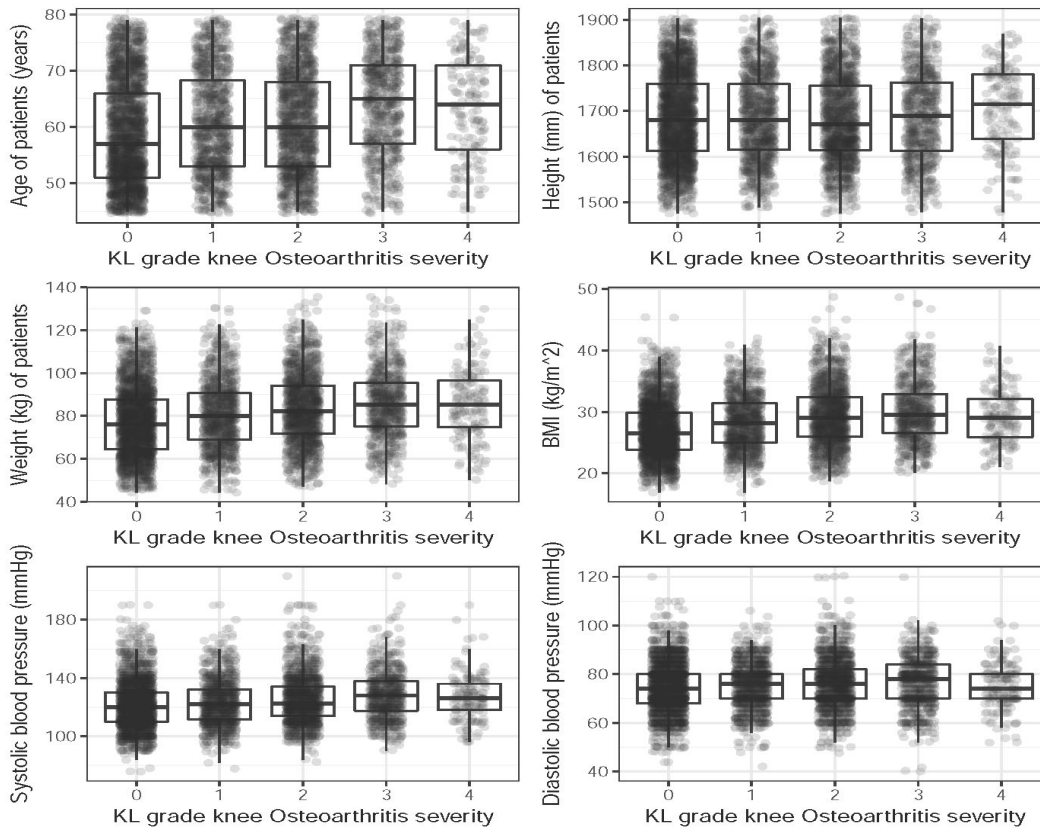 Age of patients (years)
80
70
60
50
0 1 2 3 4
KL grade knee Osteoarthritis severity
Height (mm) of patients
1900
1800
1700
1600
1500
0 1 2 3 4
KL grade knee Osteoarthritis severity
Weight (kg) of patients
140
120
100
80
60
40
0 1 2 3 4
KL grade knee Osteoarthritis severity
BMI (kg/m^2)
50
40
30
20
0 1 2 3 4
KL grade knee Osteoarthritis severity
Systolic blood pressure (mmHg)
180
140
100
0 1 2 3 4
KL grade knee Osteoarthritis severity
Diastolic blood pressure (mmHg)
120
100
80
60
40
0 1 2 3 4
KL grade knee Osteoarthritis severity